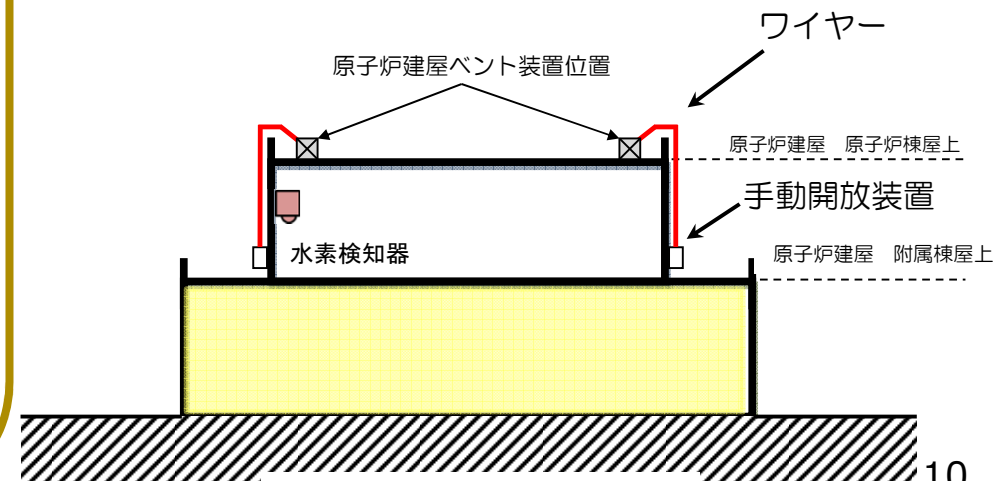 ワイヤー
原子炉建屋ベント装置位置
原子炉建屋 原子炉棟屋上
手動開放装置
水素検知器
原子炉建屋 附属棟屋上
10